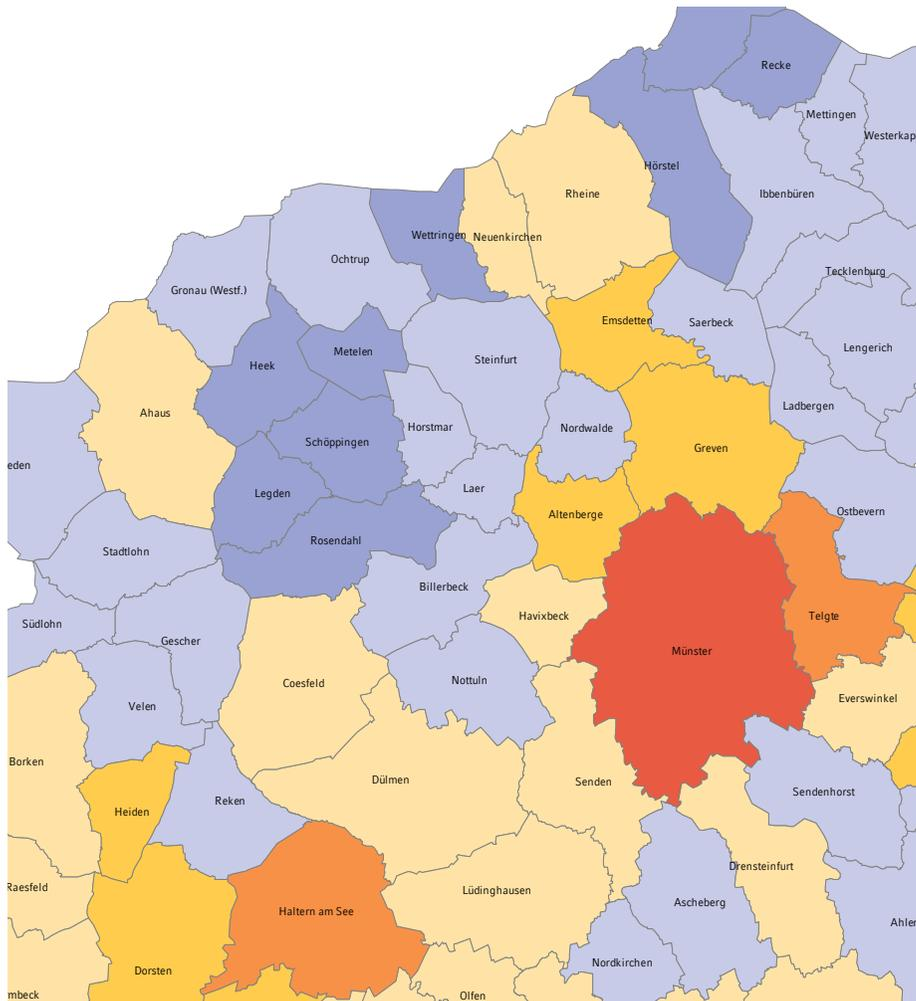 Recke
Mettingen
Westerkap
Hörstel
Rheine
Ibbenbüren
Wettringen
Neuenkirchen
Ochtrup
Tecklenburg
Gronau (Westf.)
Emsdetten
Saerbeck
Lengerich
Metelen
Steinfurt
Heek
Ladbergen
Ahaus
Horstmar
Nordwalde
Schöppingen
Greven
eden
Legden
Laer
Altenberge
Ostbevern
Rosendahl
Stadtlohn
Billerbeck
Havixbeck
Telgte
Südlohn
Gescher
Münster
Nottuln
Coesfeld
Everswinkel
Velen
Borken
Dülmen
Senden
Sendenhorst
Reken
Heiden
Drensteinfurt
Raesfeld
Lüdinghausen
Ascheberg
Haltern am See
Ahlen
Nordkirchen
Dorsten
mbeck
Olfen